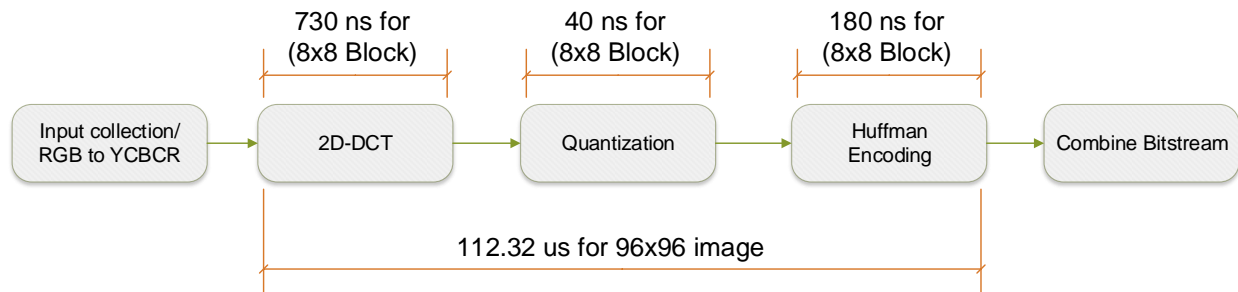 730 ns for
(8x8 Block)
40 ns for
(8x8 Block)
180 ns for
(8x8 Block)
Input collection/
RGB to YCBCR
2D-DCT
Quantization
Huffman
Encoding
Combine Bitstream
112.32 us for 96x96 image